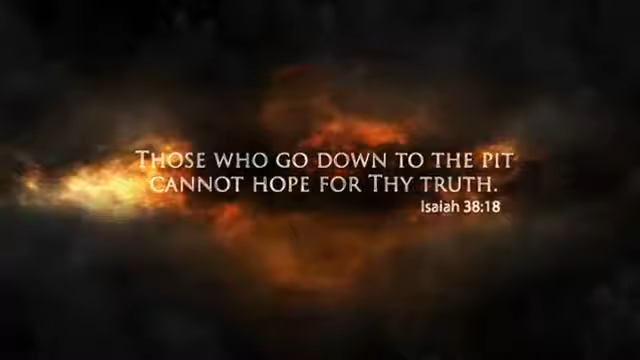 THOSE WHO GO DOWN TO THE PIT
CANNOT HOPE FOR THY TRUTH.
Isaiah 38:18